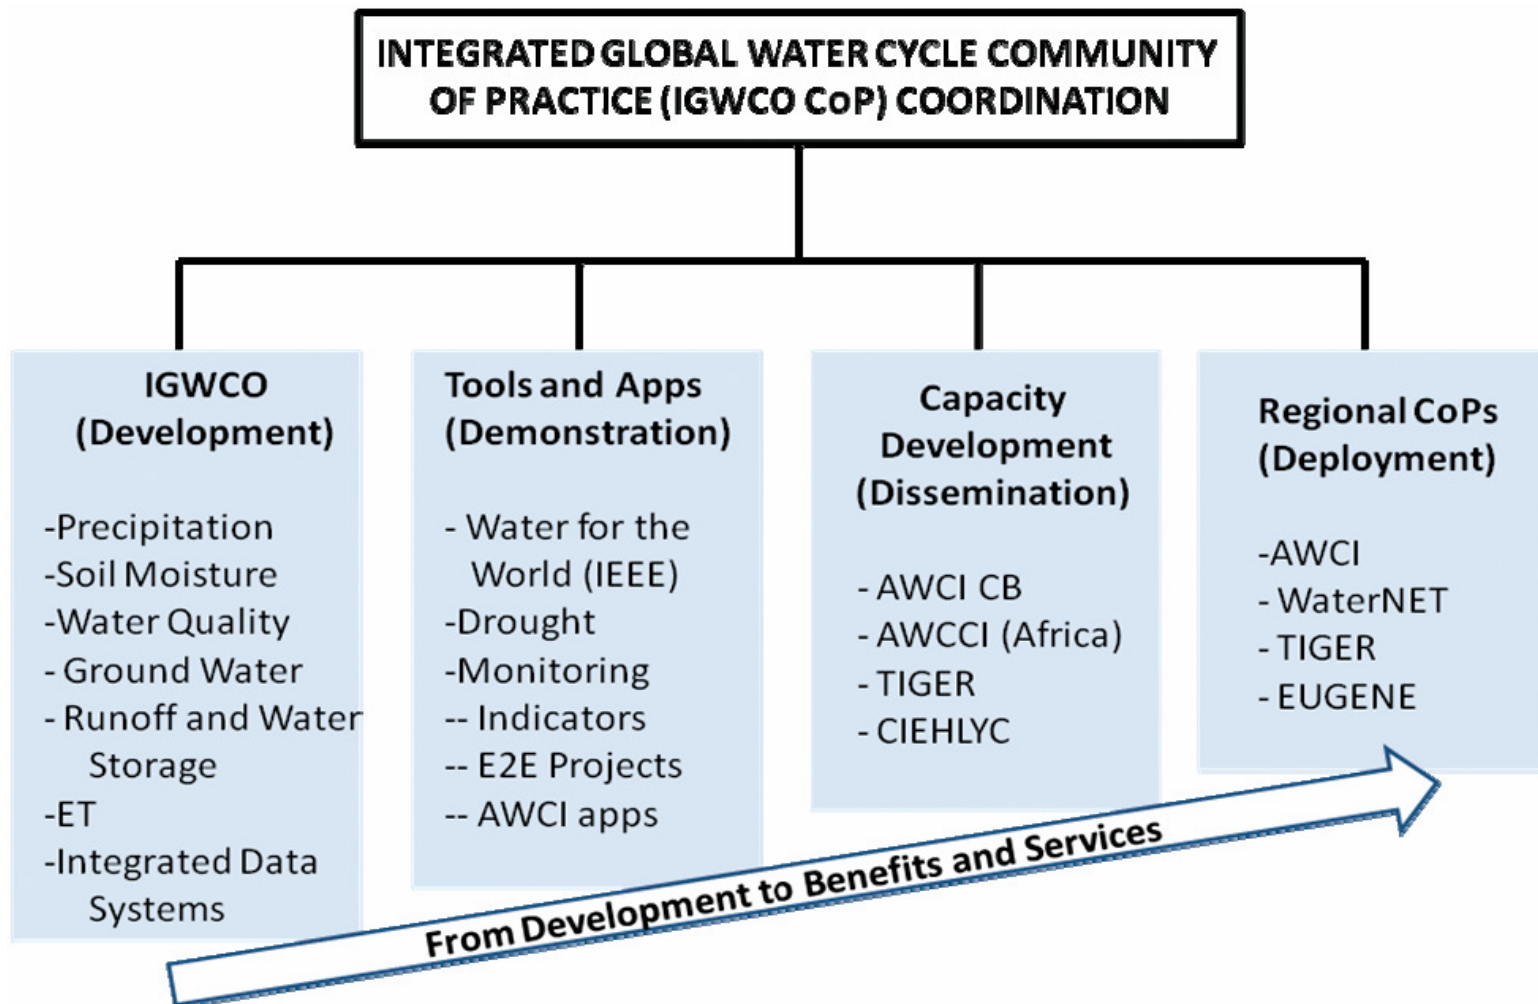 INTEGRATED GLOBAL WATER CYCLE COMMUNITY
OF PRACTICE (IGWCO CoP) COORDINATION
IGWCO
(Development)
-Precipitation
-Soil Moisture
-Water Quality
- Ground Water
- Runoff and Water
Storage
-ET
-Integrated Data
Systems
Tools and Apps
(Demonstration)
- Water for the
World (IEEE)
-Drought
-Monitoring
-- Indicators
-- E2E Projects
-- AWCI apps
Capacity
Development
(Dissemination)
- AWCI CB
- AWCCI (Africa)
- TIGER
- CIEHLYC
Regional CoPs
(Deployment)
-AWCI
- WaterNET
- TIGER
- EUGENE
From Development to Benefits and Services